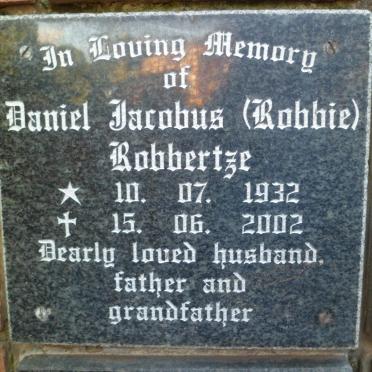 In Loving Memory
of
Daniel Jacobus (Robbie)
Robbertze
★ 10. 07. 1932
✝ 15. 06. 2002
Dearly loved husband,
father and
grandfather